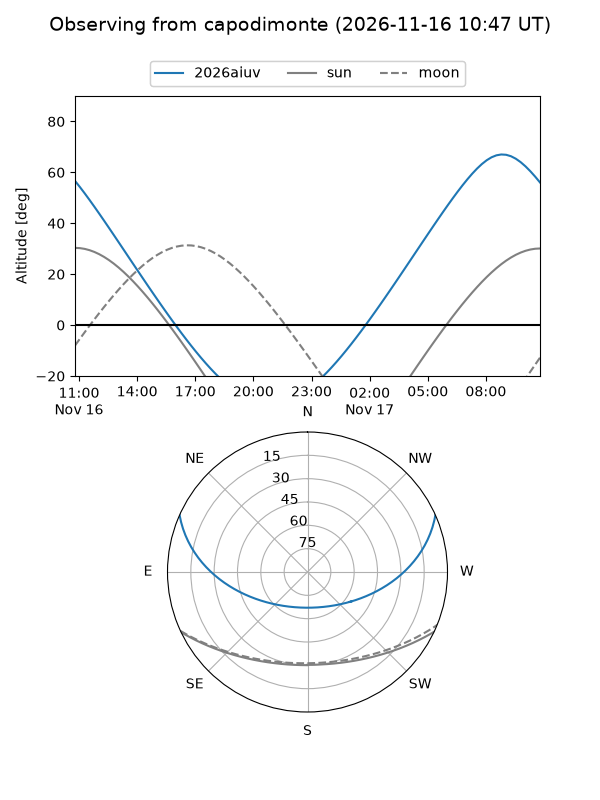 Observing from capodimonte (2026-11-16 10:47 UT)
2026aiuv sun moon
80
60
40
20
0
−20
Altitude [deg]
11:00 14:00 17:00 20:00 23:00 02:00 05:00 08:00
Nov 16 Nov 17
N
NE NW
15
30
45
60
75
E W
SE SW
S